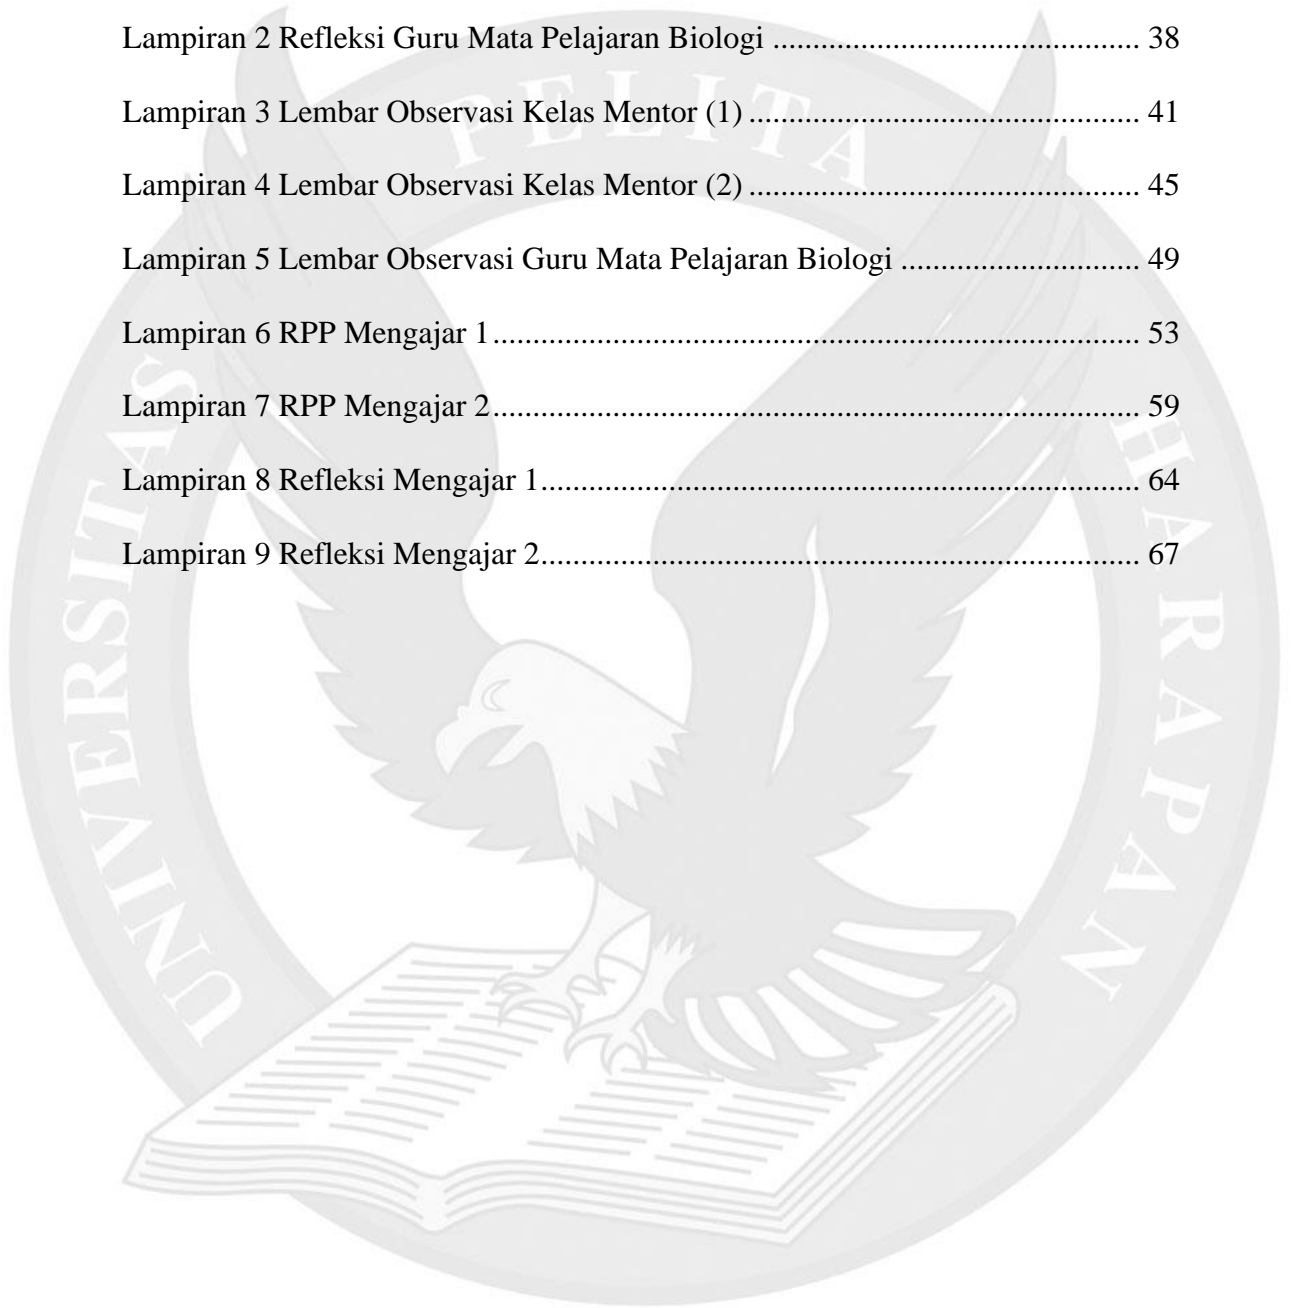 Lampiran 2 Refleksi Guru Mata Pelajaran Biologi ............................................. 38
Lampiran 3 Lembar Observasi Kelas Mentor (1) ................................................ 41
Lampiran 4 Lembar Observasi Kelas Mentor (2) ................................................ 45
Lampiran 5 Lembar Observasi Guru Mata Pelajaran Biologi ............................. 49
Lampiran 6 RPP Mengajar 1 ................................................................................ 53
Lampiran 7 RPP Mengajar 2 ................................................................................ 59
Lampiran 8 Refleksi Mengajar 1 .......................................................................... 64
Lampiran 9 Refleksi Mengajar 2 .......................................................................... 67
UNIVERSITAS PELITA HARAPAN